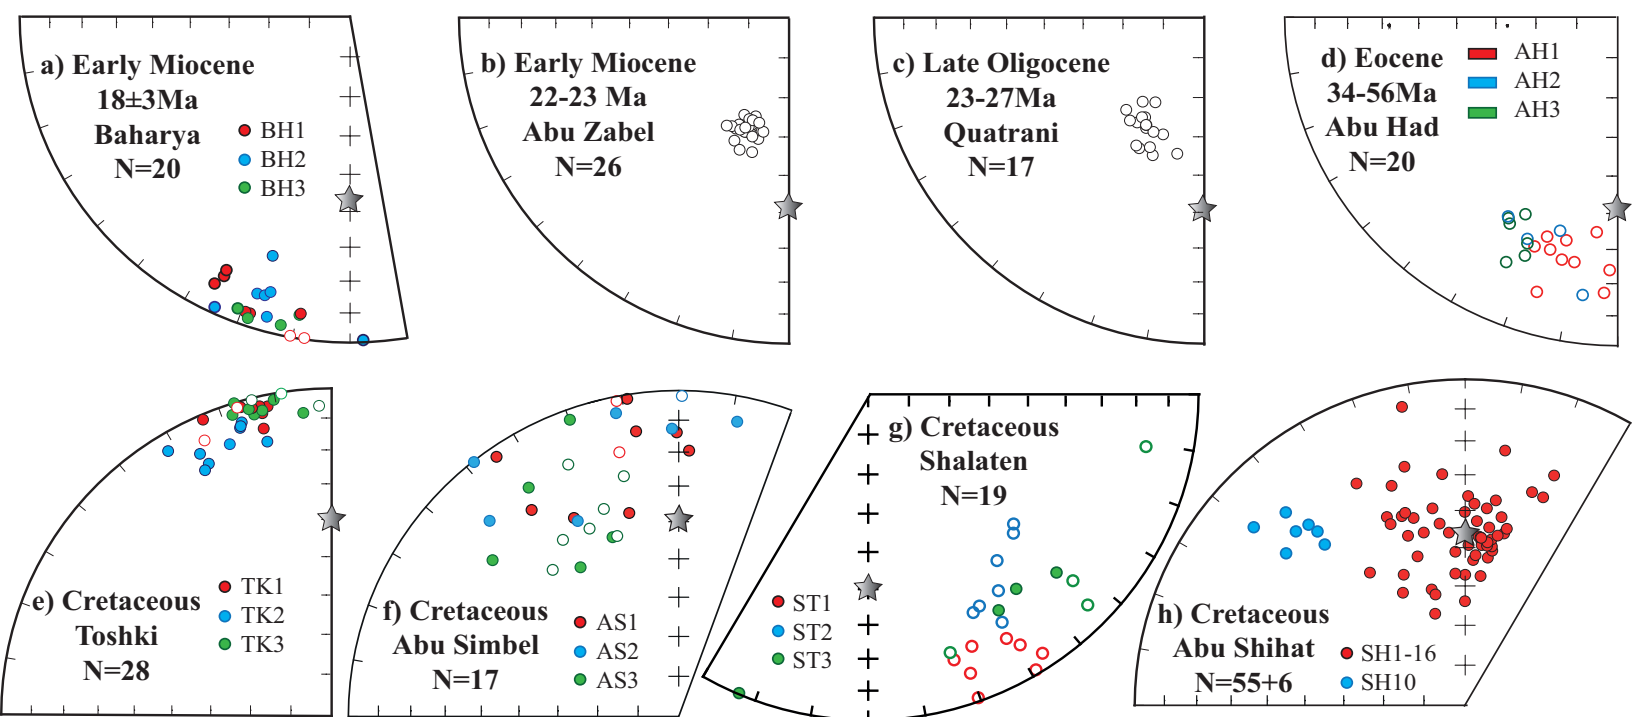 a) Early Miocene
18±3Ma
Baharya
N=20
BH1
BH2
BH3
b) Early Miocene
22-23 Ma
Abu Zabel
N=26
c) Late Oligocene
23-27Ma
Quatrani
N=17
d) Eocene
34-56Ma
Abu Had
N=20
AH1
AH2
AH3
e) Cretaceous
Toshki
N=28
TK1
TK2
TK3
f) Cretaceous
Abu Simbel
N=17
AS1
AS2
AS3
g) Cretaceous
Shalaten
N=19
ST1
ST2
ST3
h) Cretaceous
Abu Shihat
N=55+6
SH1-16
SH10